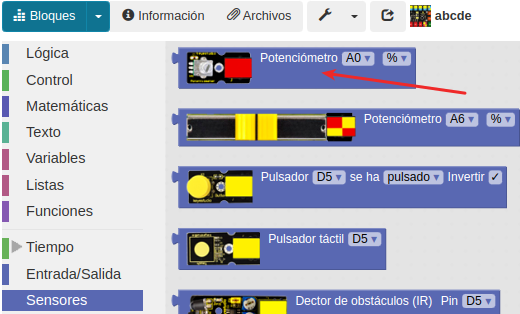 Bloques Información Archivos abcde
Lógica
Control
Matemáticas
Texto
Variables
Listas
Funciones
Tiempo
Entrada/Salida
Sensores
Potenciómetro A0 %
Potenciómetro A6 %
Pulsador D5 se ha pulsado Invertir
Pulsador táctil D5
Dector de obstáculos (IR) Pin D5